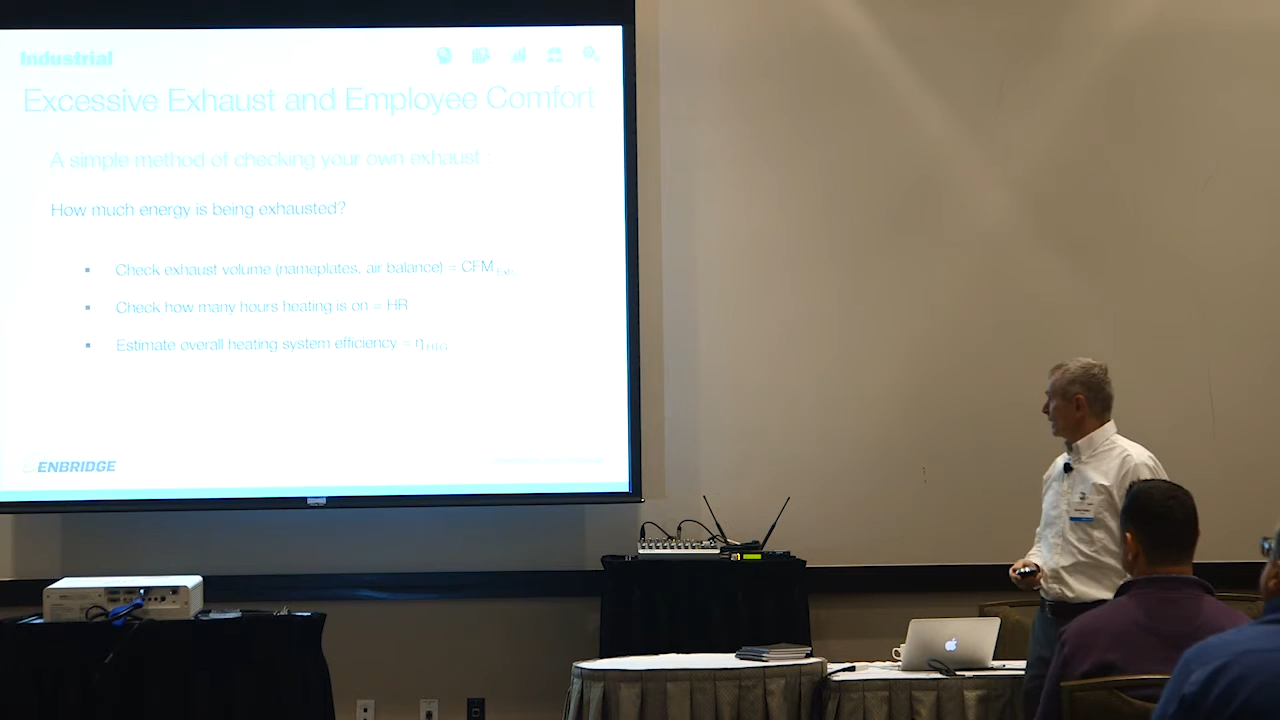 Industrial
Excessive Exhaust and Employee Comfort
A simple method of checking your own exhaust
How much energy is being exhausted?
▪ Check exhaust volume (nameplates, air balance) = CFM Exh
▪ Check how many hours heating is on = HR
▪ Estimate overall heating system efficiency = η HTG
ENBRIDGE